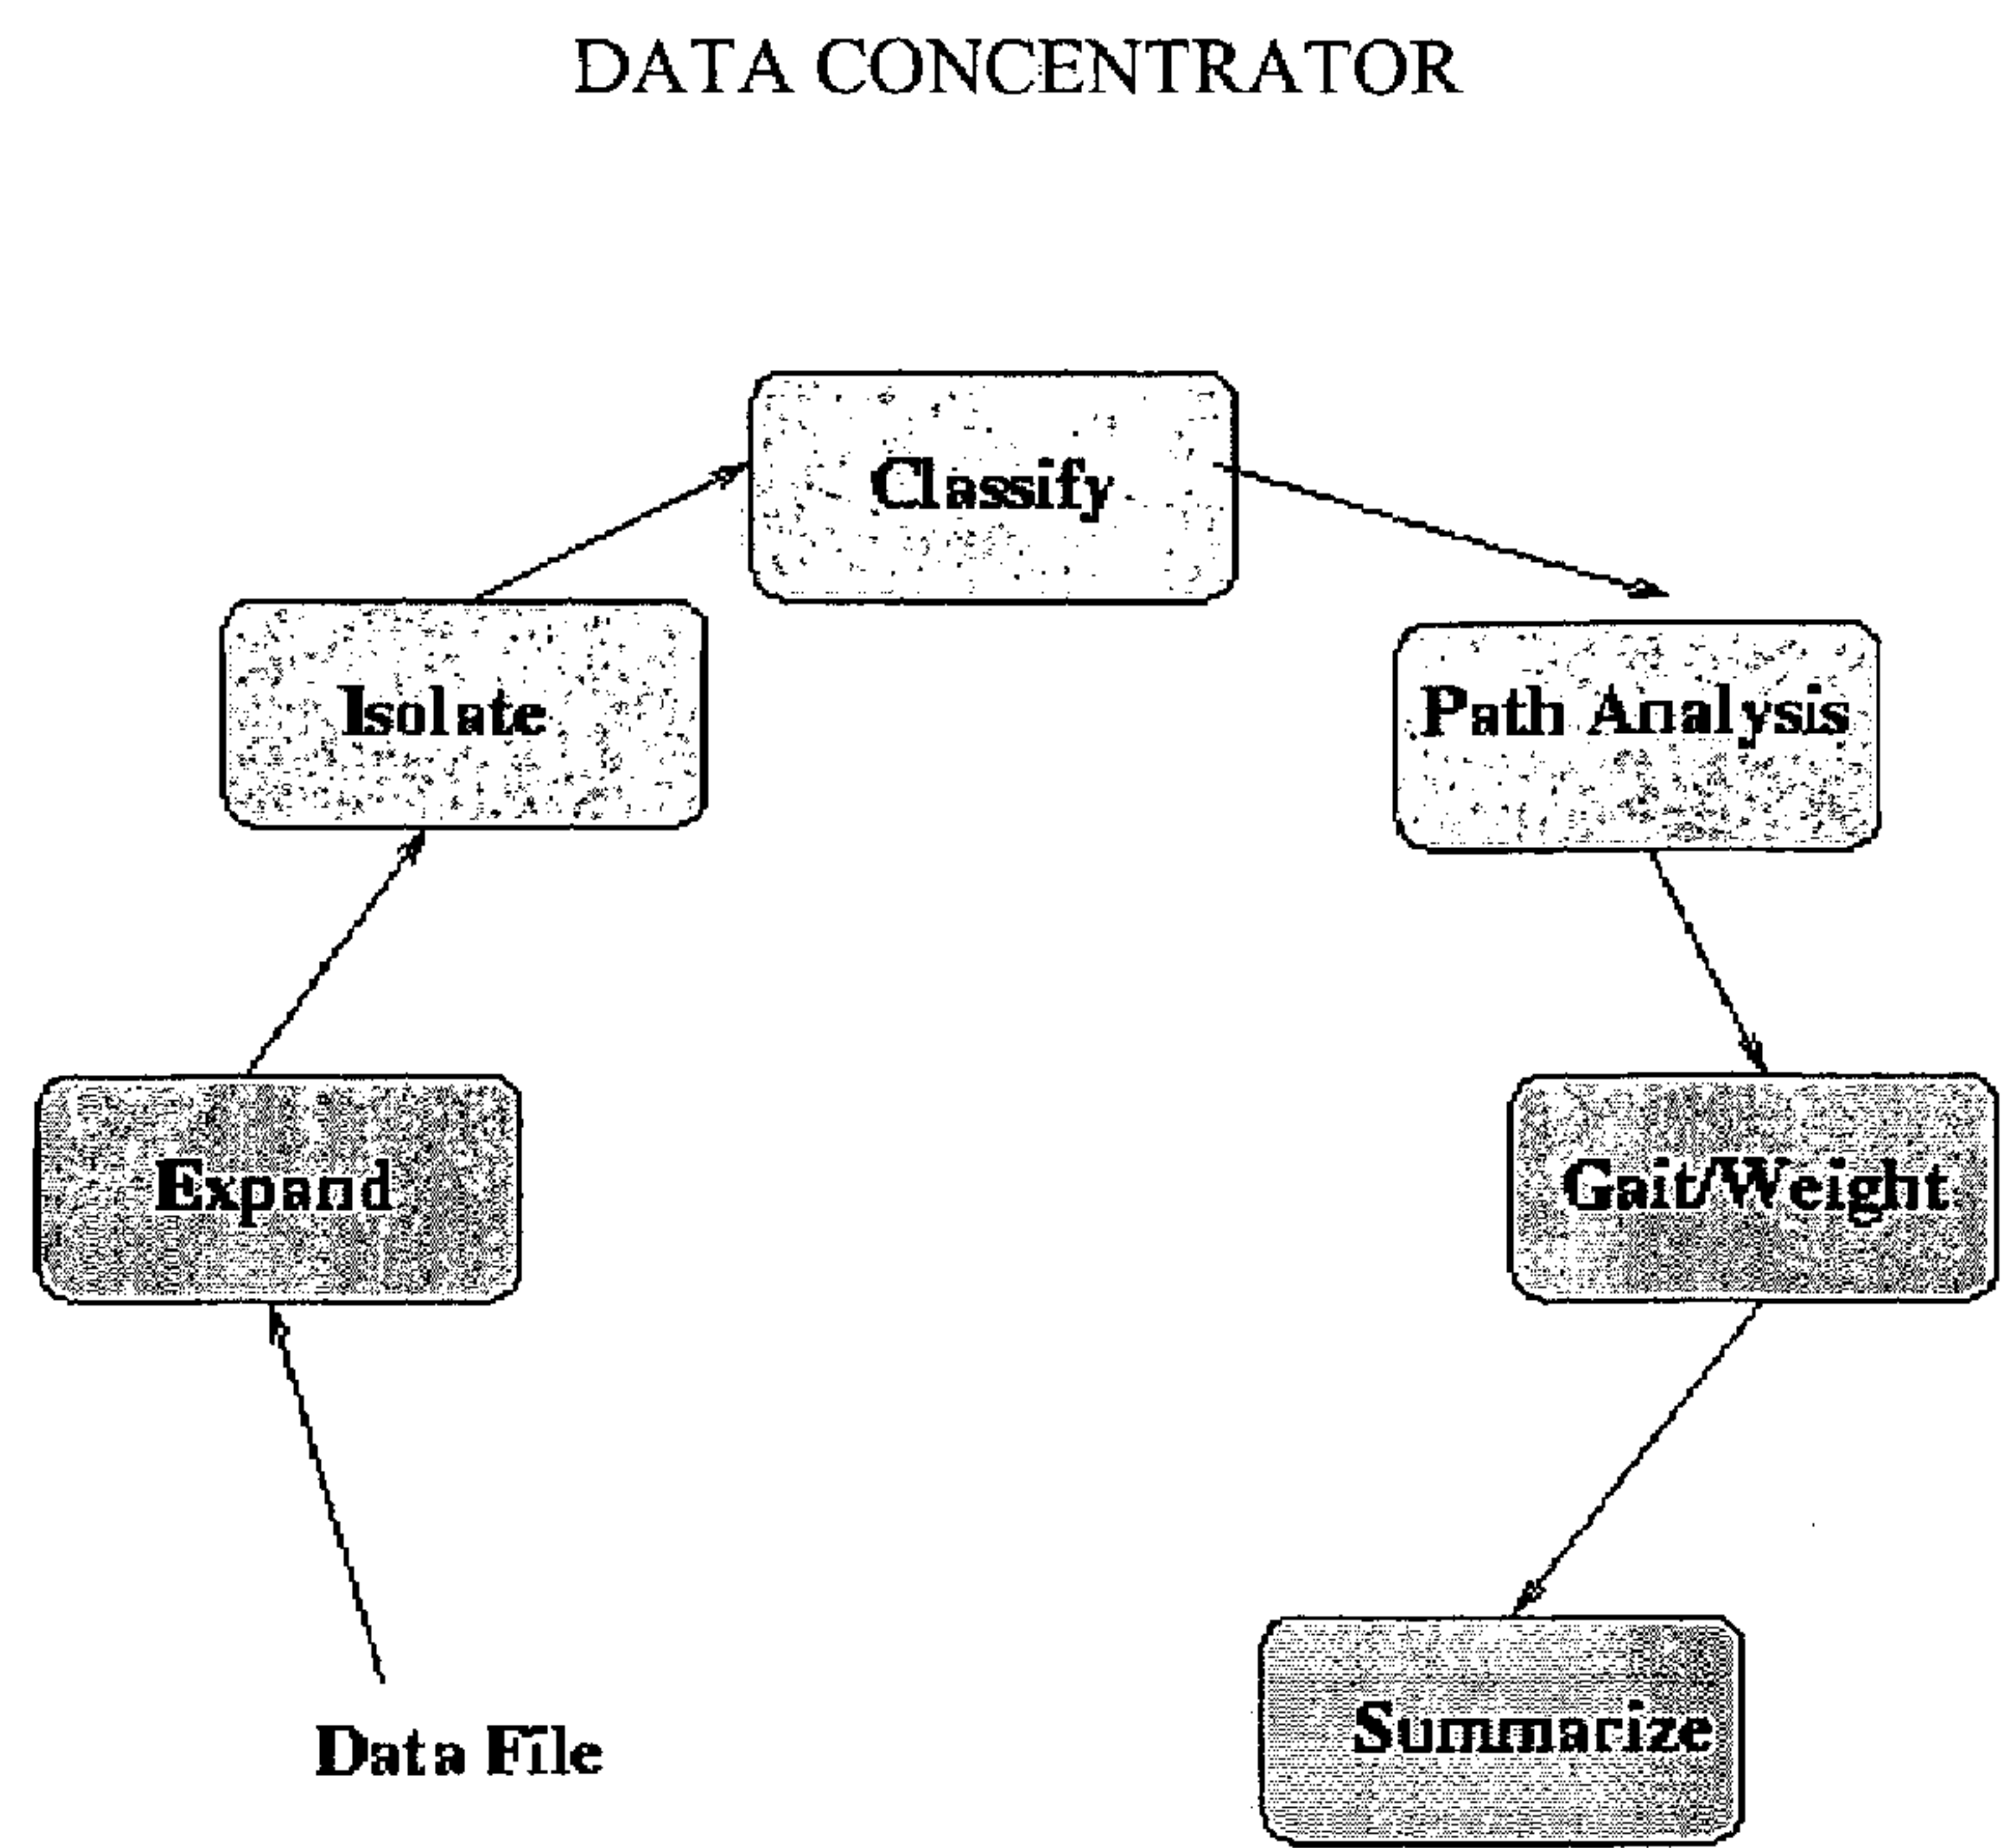 DATA CONCENTRATOR
Classify
Isolate
Path Analysis
Expand
Gait/Weight
Data File
Summarize